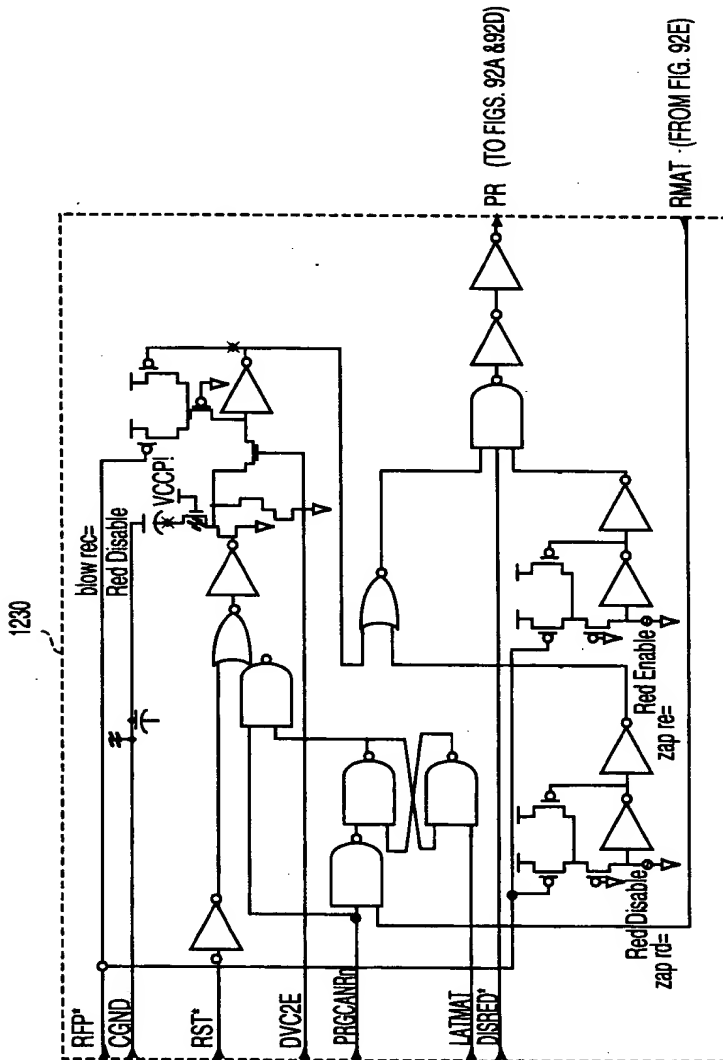 1230
RFP*
CGND
RST*
DVC2E
PRGCANRn
LATMAT
DISRED*
blow rec=
Red Disable
VCCP!
Red Disable
zap rd=
Red Enable
zap re=
PR (TO FIGS. 92A &92D)
RMAT (FROM FIG. 92E)